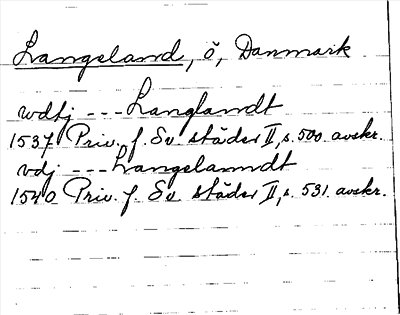 Langeland, ö, Danmark
wdtj --- Langlandt
1537 Priv. f. Sv. städer II, s. 500. avskr.
vdj --- Langelanndt
1540 Priv. f. Sv. städer II, s. 531. avskr.